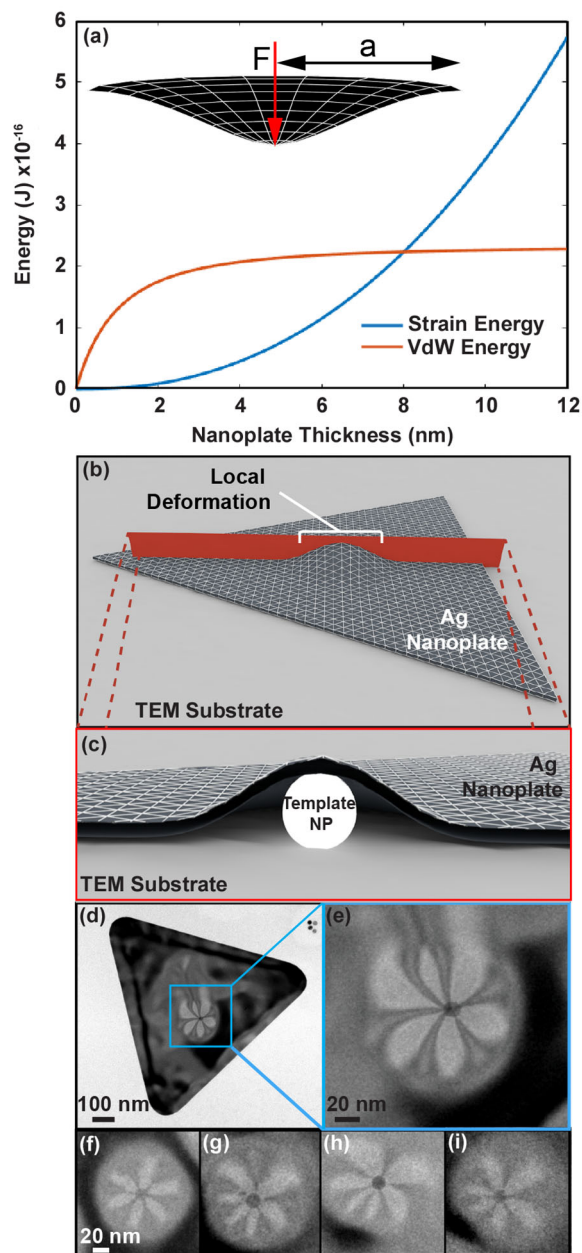 (a)
F
a
Energy (J) x10-16
6
5
4
3
2
1
0
Strain Energy
VdW Energy
0 2 4 6 8 10 12
Nanoplate Thickness (nm)
(b)
Local
Deformation
Ag
Nanoplate
TEM Substrate
(c)
Ag
Nanoplate
Template
NP
TEM Substrate
(d)
100 nm
(e)
20 nm
(f)
20 nm
(g)
(h)
(i)